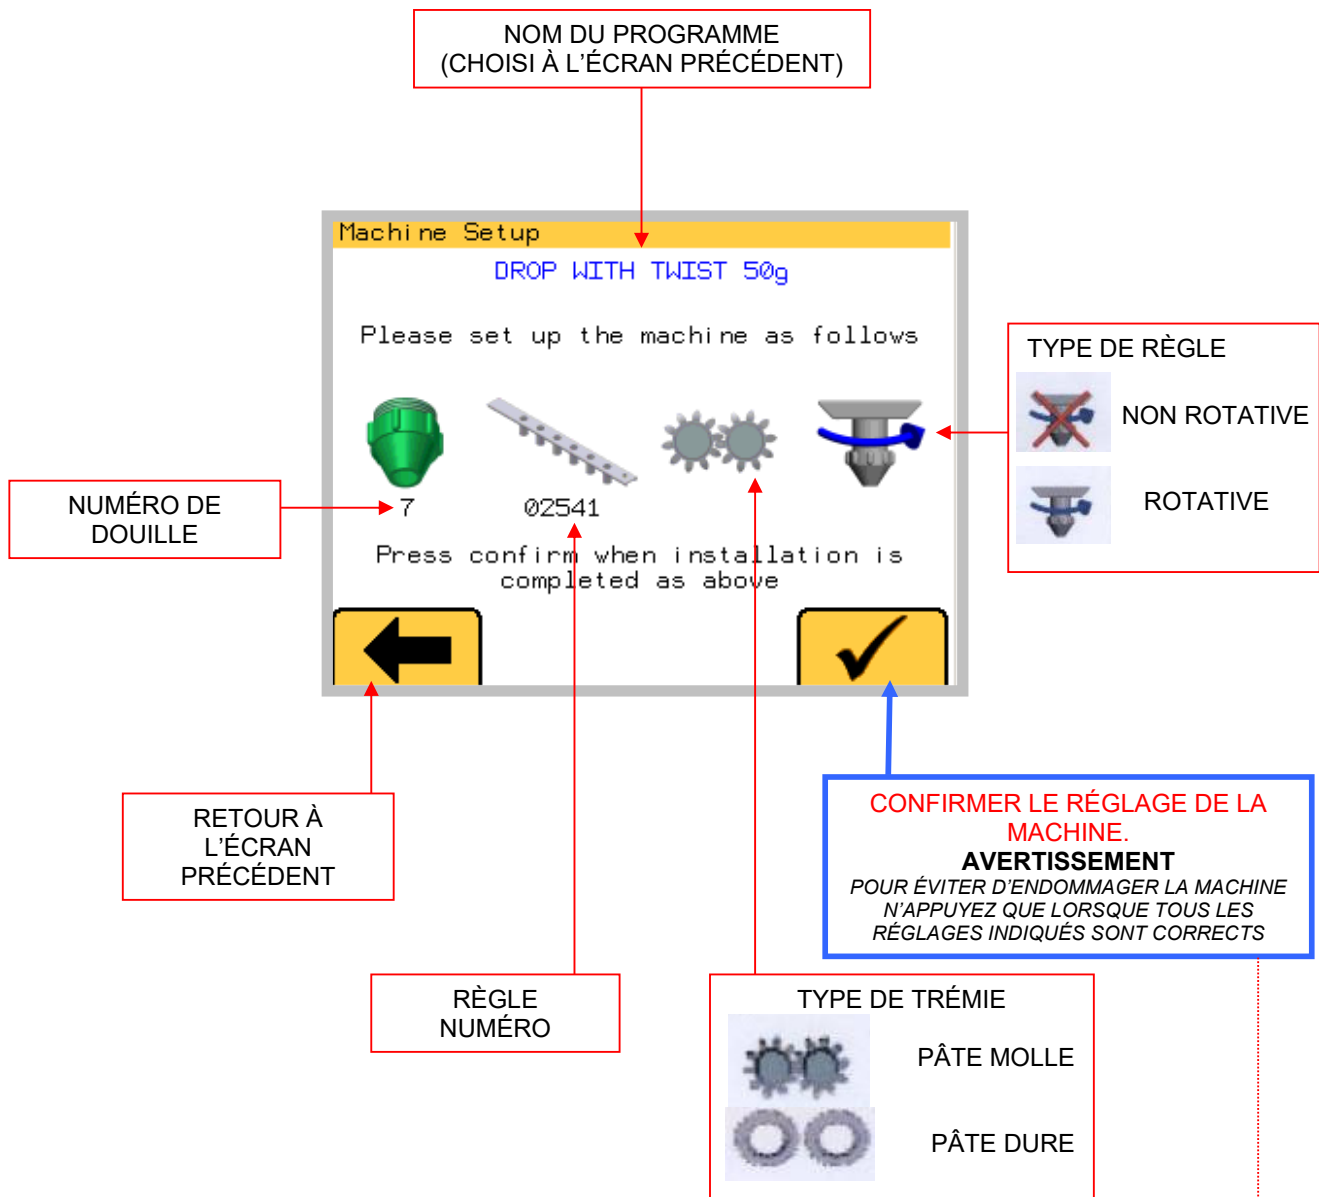 NOM DU PROGRAMME
(CHOISI À L'ÉCRAN PRÉCÉDENT)
Machine Setup
DROP WITH TWIST 50g
Please set up the machine as follows
7
02541
Press confirm when installation is
completed as above
TYPE DE RÈGLE
NON ROTATIVE
ROTATIVE
NUMÉRO DE
DOUILLE
RETOUR À
L'ÉCRAN
PRÉCÉDENT
CONFIRMER LE RÉGLAGE DE LA
MACHINE.
AVERTISSEMENT
POUR ÉVITER D'ENDOMMAGER LA MACHINE
N'APPUYEZ QUE LORSQUE TOUS LES
RÉGLAGES INDIQUÉS SONT CORRECTS
RÈGLE
NUMÉRO
TYPE DE TRÉMIE
PÂTE MOLLE
PÂTE DURE